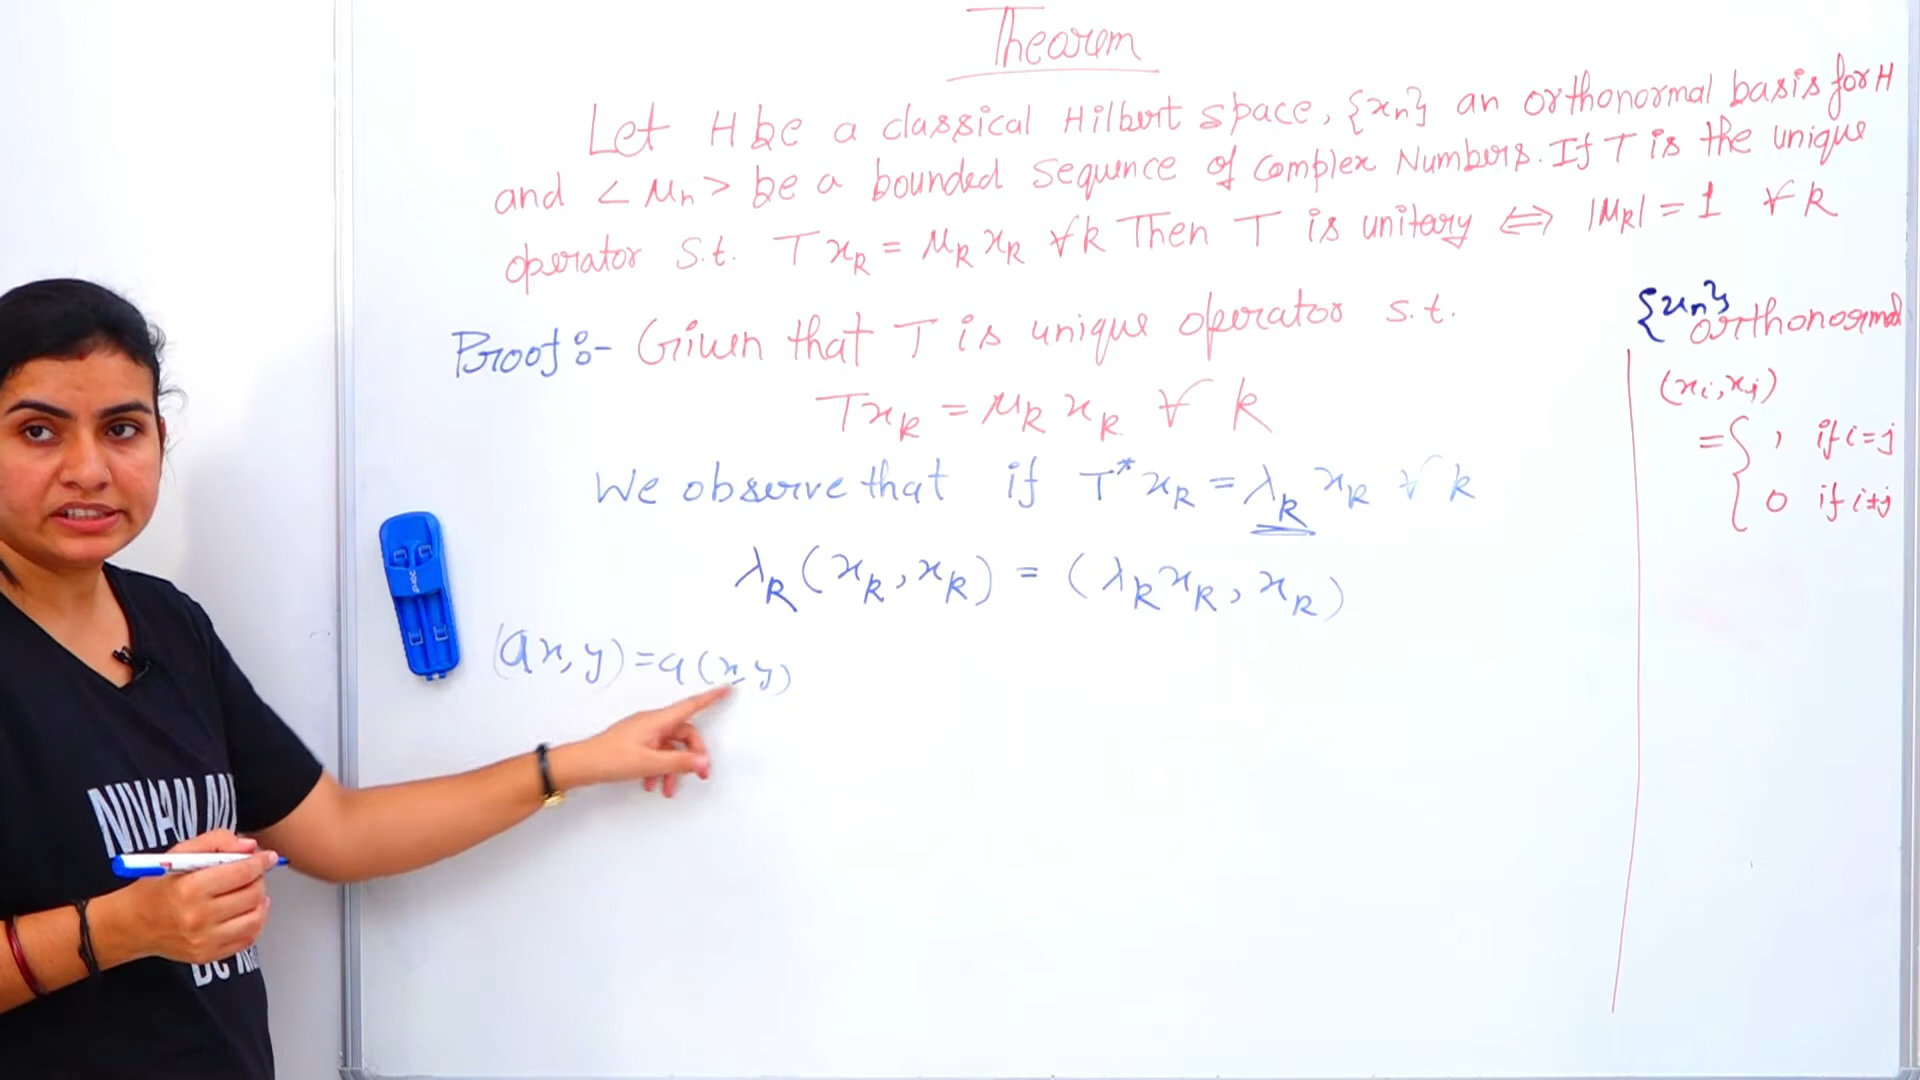 Theorem
Let H be a classical Hilbert space, {xn} an orthonormal basis for H
and < μn > be a bounded sequence of complex Numbers. If T is the unique
operator s.t. T xk = μk xk ∀ k Then T is unitary ⇔ |μk| = 1 ∀ k
Proof :- Given that T is unique operator s.t.
Txk = μk xk ∀ k
We observe that if T* xk = λk xk ∀ k
λk (xk, xk) = (λk xk, xk)
(ax, y) = a (x, y)
{xn}
orthonormal
(xi, xj)
= { 1 if i=j
0 if i≠j
NIVAAN